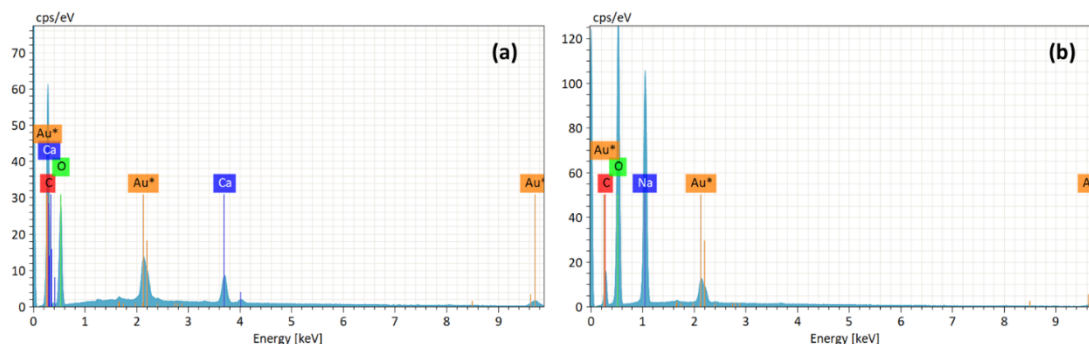 cps/eV
(a)
70
60
50
40
30
20
10
0
Au*
Ca
C
O
Au*
Ca
Au*
0 1 2 3 4 5 6 7 8 9
Energy [keV]
cps/eV
(b)
120
100
80
60
40
20
0
Au*
C
O
Na
Au*
A
0 1 2 3 4 5 6 7 8 9
Energy [keV]